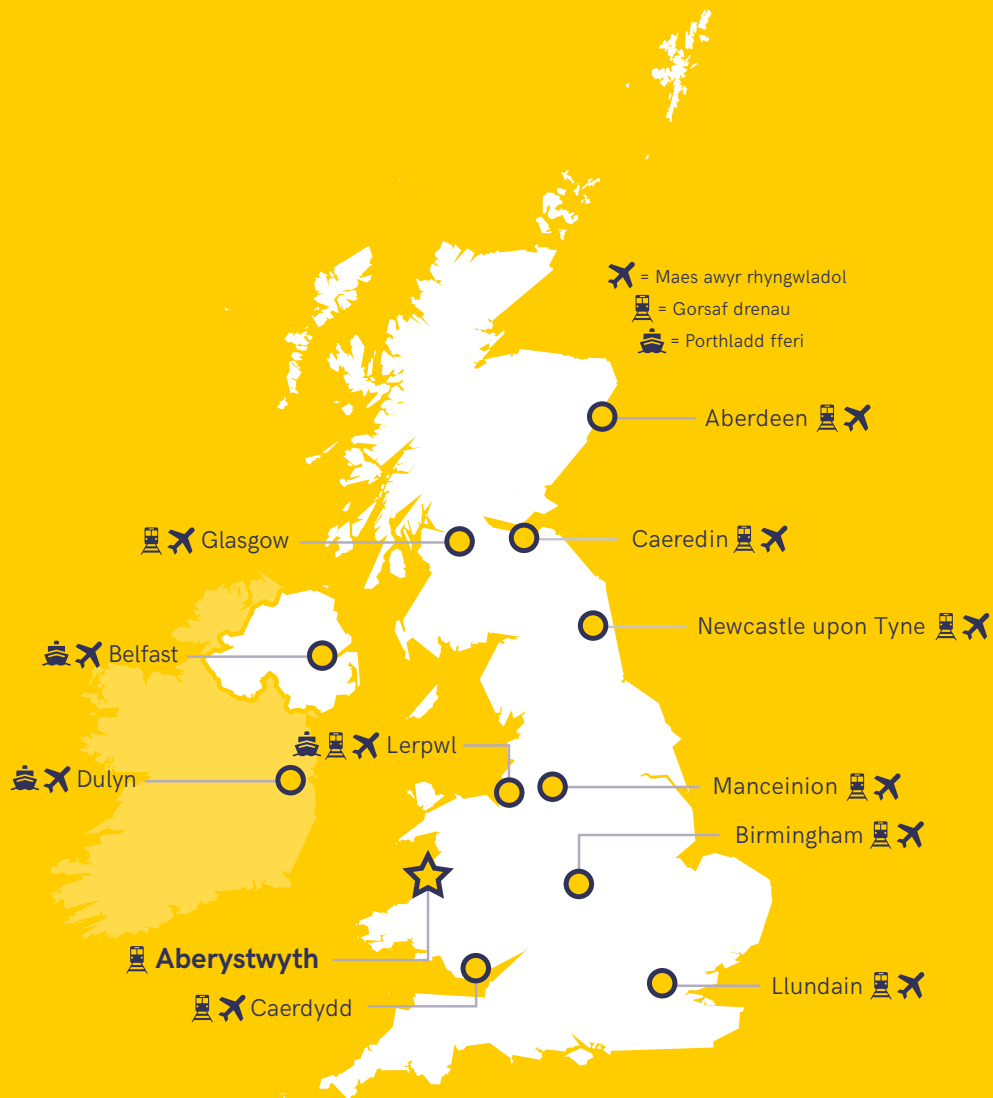 = Maes awyr rhyngwladol
= Gorsaf drenau
= Porthladd fferi
Aberdeen
Glasgow
Caeredin
Newcastle upon Tyne
Belfast
Lerpwl
Dulyn
Manceinion
Birmingham
Aberystwyth
Llundain
Caerdydd